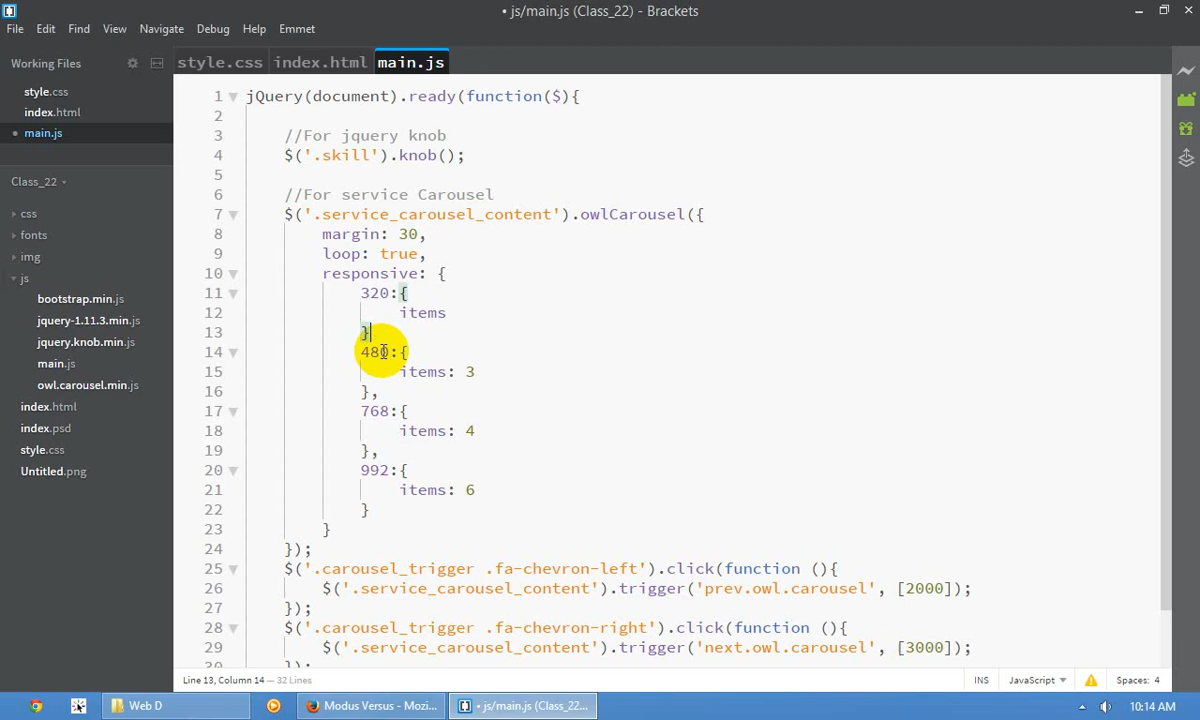 • js/main.js (Class_22) - Brackets
File Edit Find View Navigate Debug Help Emmet
Working Files
style.css
index.html
main.js
Class_22
css
fonts
img
js
bootstrap.min.js
jquery-1.11.3.min.js
jquery.knob.min.js
main.js
owl.carousel.min.js
index.html
index.psd
style.css
Untitled.png
style.css index.html main.js
1 jQuery(document).ready(function($){
2
3 //For jquery knob
4 $('.skill').knob();
5
6 //For service Carousel
7 $('.service_carousel_content').owlCarousel({
8 margin: 30,
9 loop: true,
10 responsive: {
11 320:{
12 items
13 }
14 480:{
15 items: 3
16 },
17 768:{
18 items: 4
19 },
20 992:{
21 items: 6
22 }
23 }
24 });
25 $('.carousel_trigger .fa-chevron-left').click(function (){
26 $('.service_carousel_content').trigger('prev.owl.carousel', [2000]);
27 });
28 $('.carousel_trigger .fa-chevron-right').click(function (){
29 $('.service_carousel_content').trigger('next.owl.carousel', [3000]);
30 });
Line 13, Column 14 — 32 Lines INS JavaScript Spaces: 4
Web D Modus Versus - Mozi... • js/main.js (Class_22... 10:14 AM